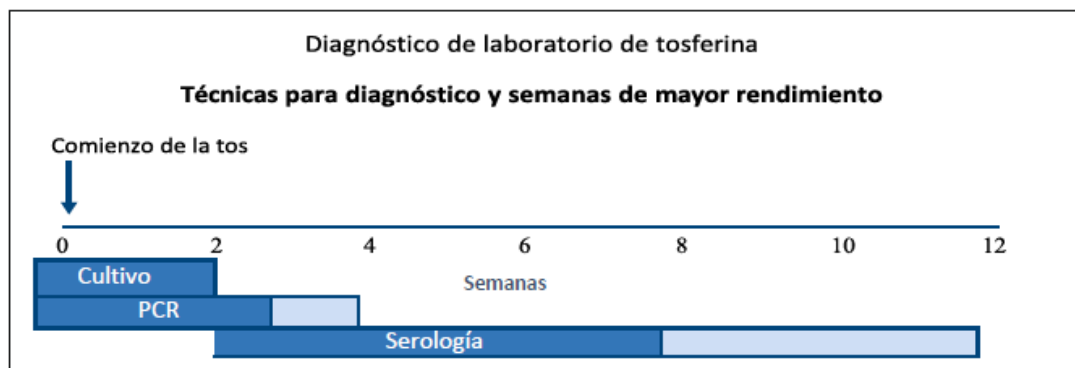 Diagnóstico de laboratorio de tosferina
Técnicas para diagnóstico y semanas de mayor rendimiento
Comienzo de la tos
0 2 4 6 8 10 12
Cultivo
Semanas
PCR
Serología